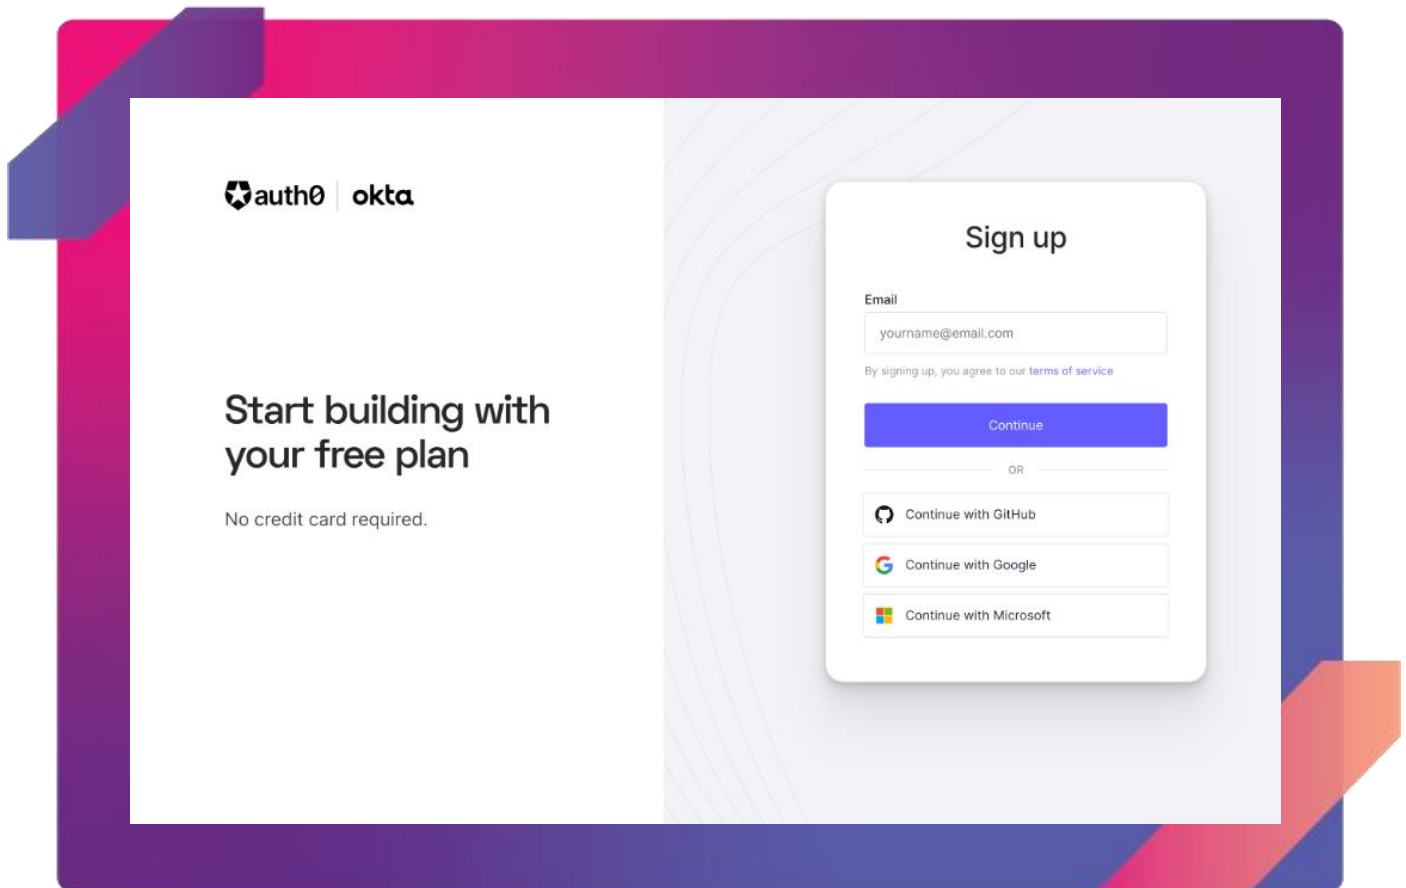 auth0 | okta
Start building with
your free plan
No credit card required.
Sign up
Email
yourname@email.com
By signing up, you agree to our terms of service
Continue
OR
Continue with GitHub
Continue with Google
Continue with Microsoft